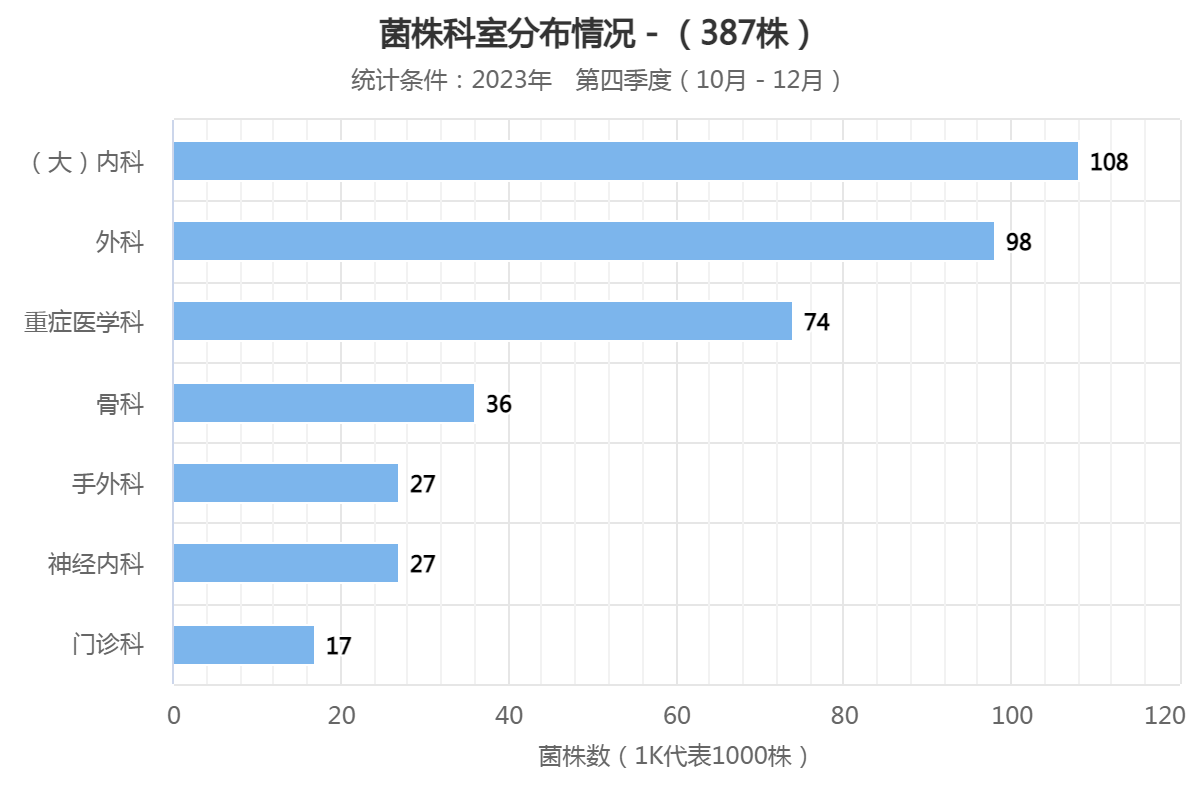 菌株科室分布情况 - （387株）
统计条件：2023年　第四季度（10月 - 12月）
（大）内科 108
外科 98
重症医学科 74
骨科 36
手外科 27
神经内科 27
门诊科 17
0 20 40 60 80 100 120
菌株数（1K代表1000株）